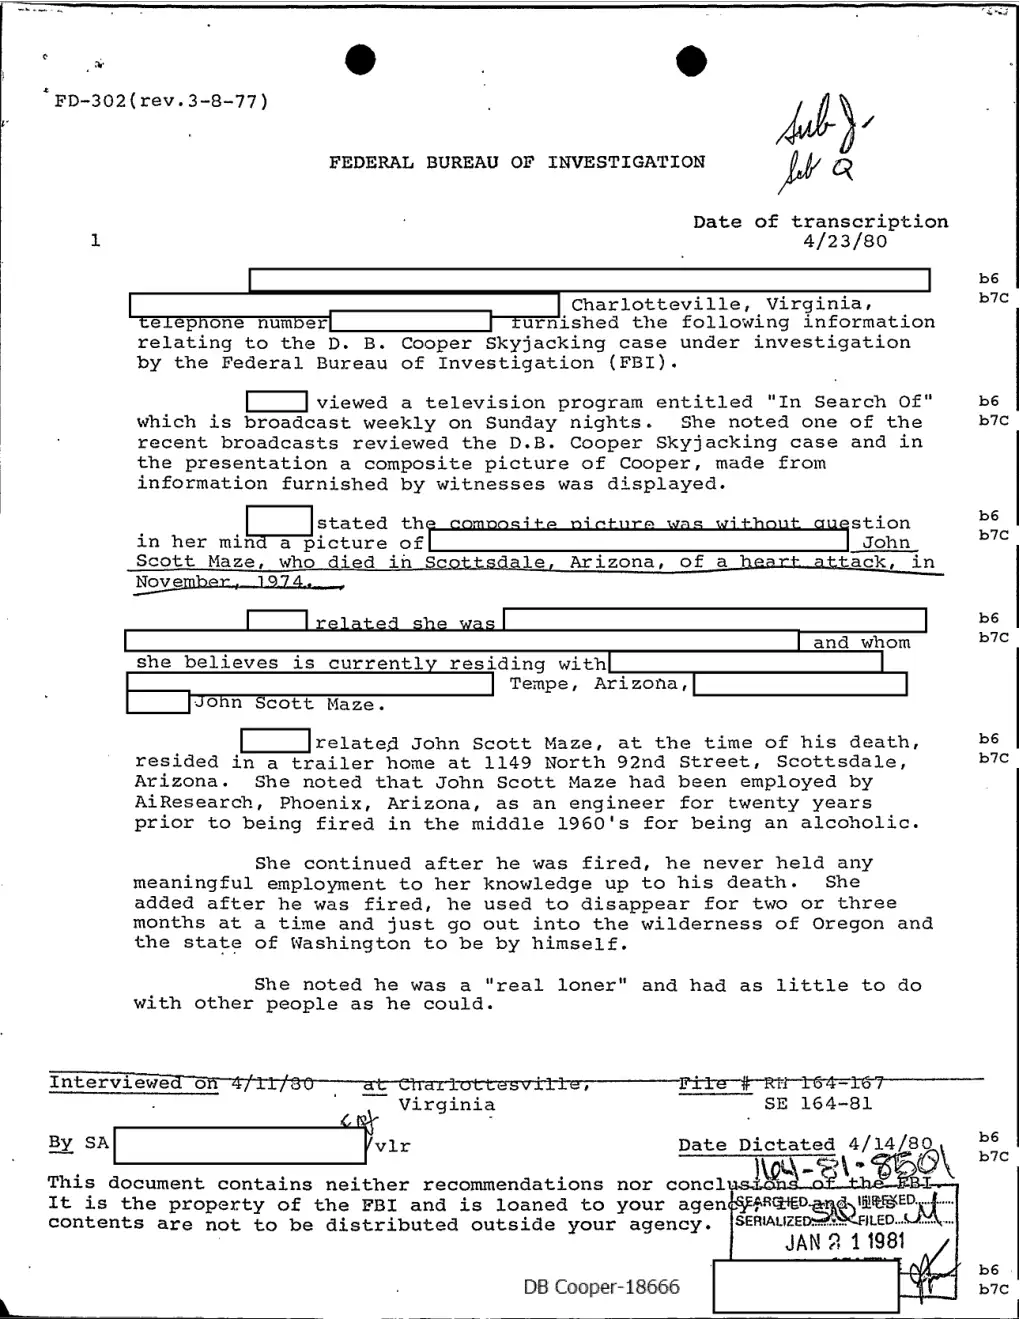 FD-302(rev.3-8-77)
Sub J.
Sub Q
FEDERAL BUREAU OF INVESTIGATION
Date of transcription
1 4/23/80
b6
b7C
Charlotteville, Virginia,
telephone number furnished the following information
relating to the D. B. Cooper Skyjacking case under investigation
by the Federal Bureau of Investigation (FBI).
viewed a television program entitled "In Search Of" b6
which is broadcast weekly on Sunday nights. She noted one of the b7C
recent broadcasts reviewed the D.B. Cooper Skyjacking case and in
the presentation a composite picture of Cooper, made from
information furnished by witnesses was displayed.
stated the composite picture was without question b6
in her mind a picture of John b7C
Scott Maze, who died in Scottsdale, Arizona, of a heart attack, in
November, 1974.
related she was b6
and whom b7C
she believes is currently residing with
Tempe, Arizona,
John Scott Maze.
related John Scott Maze, at the time of his death, b6
resided in a trailer home at 1149 North 92nd Street, Scottsdale, b7C
Arizona. She noted that John Scott Maze had been employed by
AiResearch, Phoenix, Arizona, as an engineer for twenty years
prior to being fired in the middle 1960's for being an alcoholic.
She continued after he was fired, he never held any
meaningful employment to her knowledge up to his death. She
added after he was fired, he used to disappear for two or three
months at a time and just go out into the wilderness of Oregon and
the state of Washington to be by himself.
She noted he was a "real loner" and had as little to do
with other people as he could.
Interviewed on 4/11/80 at Charlottesville, File # RH 164-167
Virginia SE 164-81
By SA /vlr Date Dictated 4/14/80 b6
b7C
164-81-8501
This document contains neither recommendations nor conclusions of the FBI.
It is the property of the FBI and is loaned to your agency; it and its
contents are not to be distributed outside your agency.
SEARCHED INDEXED
SERIALIZED FILED
JAN 21 1981
b6
b7C
DB Cooper-18666